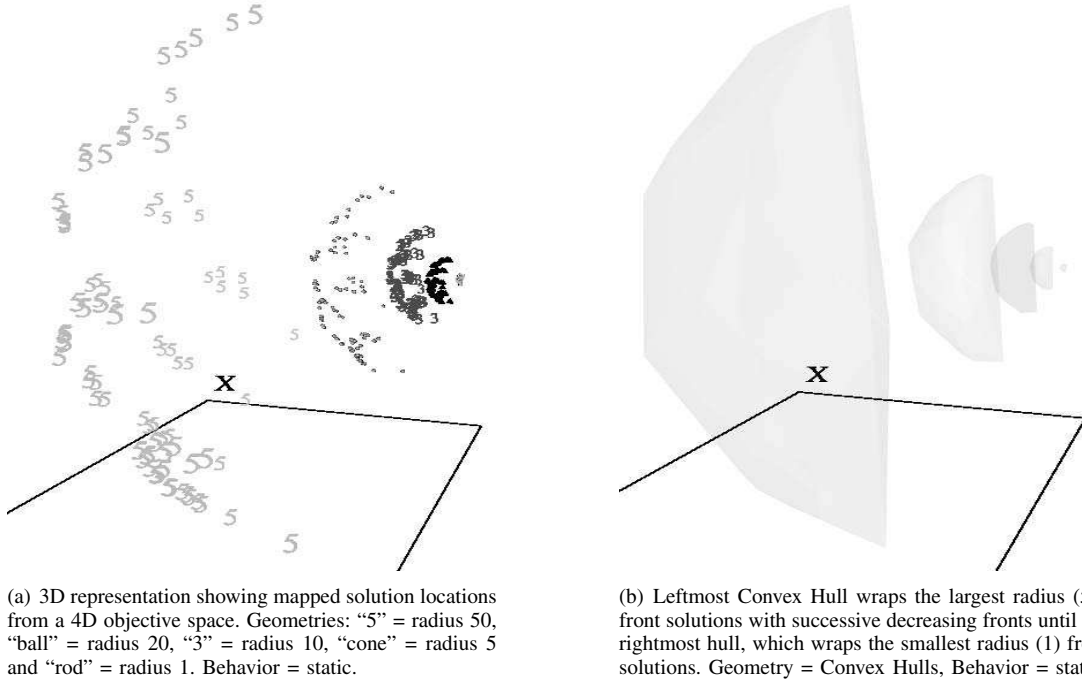 X
X
(a) 3D representation showing mapped solution locations
from a 4D objective space. Geometries: “5” = radius 50,
“ball” = radius 20, “3” = radius 10, “cone” = radius 5
and “rod” = radius 1. Behavior = static.
(b) Leftmost Convex Hull wraps the largest radius
front solutions with successive decreasing fronts until
rightmost hull, which wraps the smallest radius (1)
solutions. Geometry = Convex Hulls, Behavior =